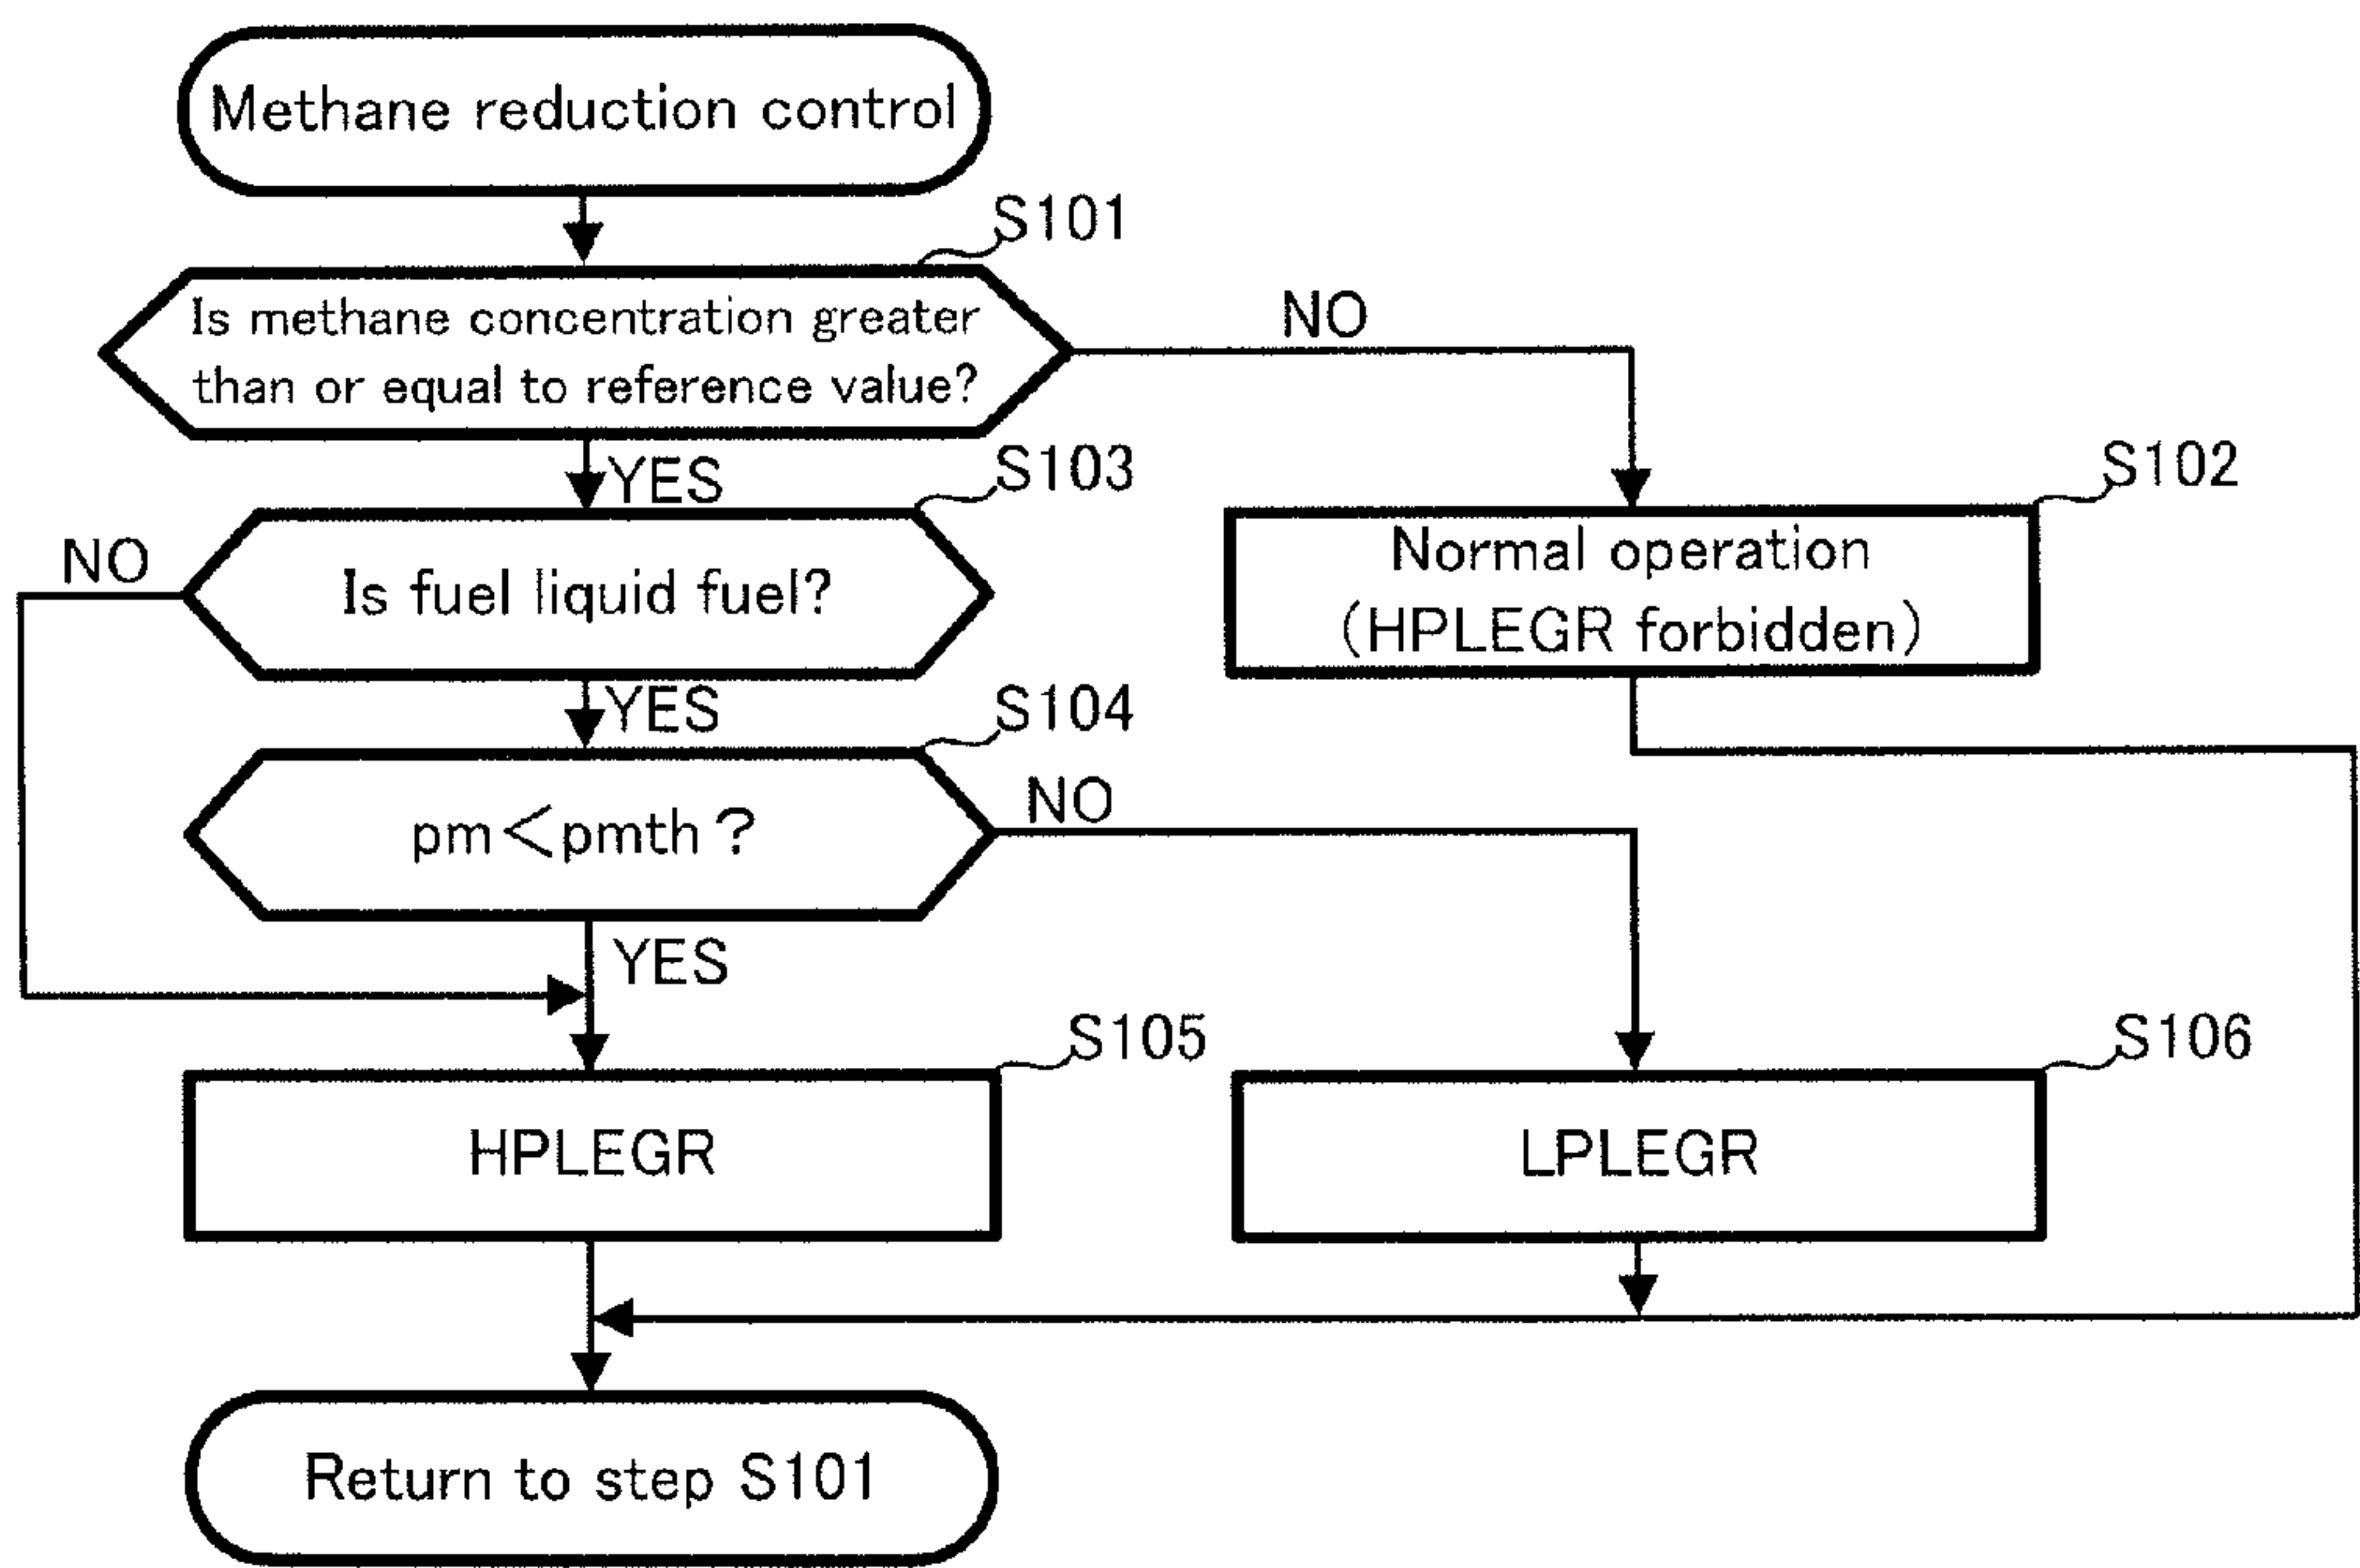 Methane reduction control
S101
Is methane concentration greater
than or equal to reference value?
NO
YES
S103
S102
Normal operation
(HPLEGR forbidden)
NO
Is fuel liquid fuel?
YES
S104
pm<pmth?
NO
YES
S105
S106
HPLEGR
LPLEGR
Return to step S101